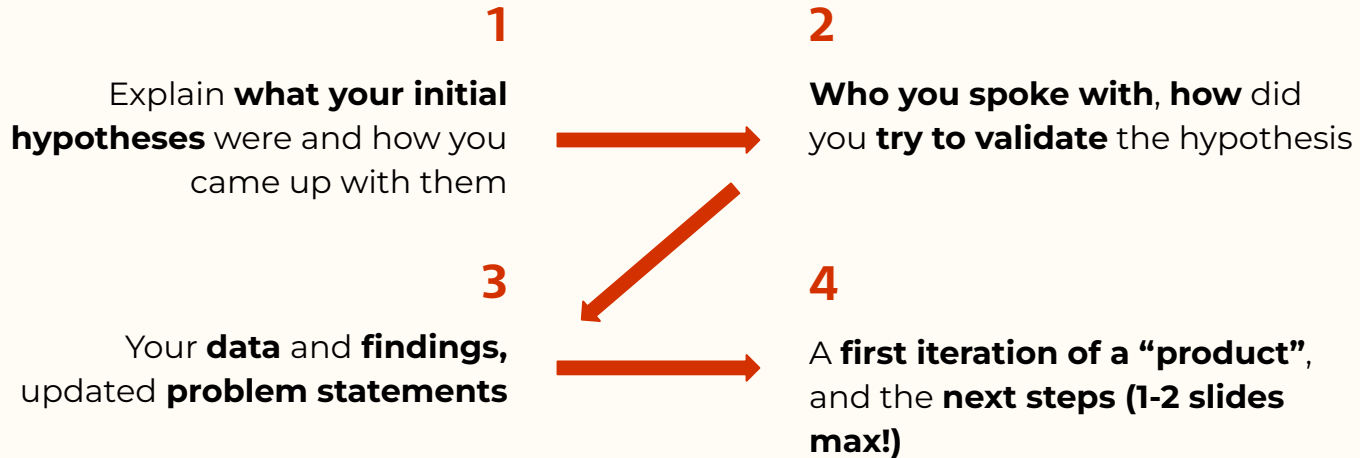 1
Explain what your initial
hypotheses were and how you
came up with them
2
Who you spoke with, how did
you try to validate the hypothesis
3
Your data and findings,
updated problem statements
4
A first iteration of a “product”,
and the next steps (1-2 slides
max!)